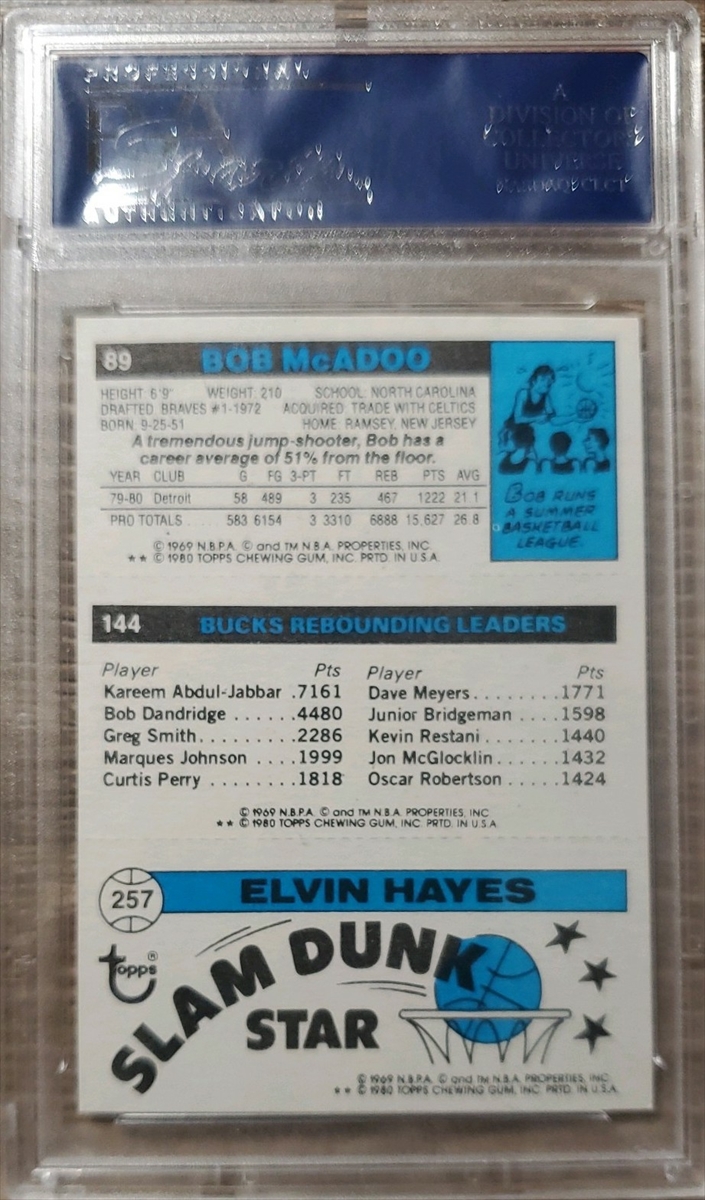 A
DIVISION OF
COLLECTORS
UNIVERSE
NASDAQ: CLCT
89 BOB McADOO
HEIGHT: 6'9" WEIGHT: 210 SCHOOL: NORTH CAROLINA
DRAFTED: BRAVES #1-1972 ACQUIRED: TRADE WITH CELTICS
BORN: 9-25-51 HOME: RAMSEY, NEW JERSEY
A tremendous jump-shooter, Bob has a
career average of 51% from the floor.
YEAR CLUB G FG 3-PT FT REB PTS AVG
79-80 Detroit 58 489 3 235 467 1222 21.1
PRO TOTALS 583 6154 3 3310 6888 15,627 26.8
© 1969 N.B.P.A. © and TM N.B.A. PROPERTIES, INC.
** © 1980 TOPPS CHEWING GUM, INC. PRTD. IN U.S.A.
BOB RUNS
A SUMMER
BASKETBALL
LEAGUE.
144 BUCKS REBOUNDING LEADERS
Player Pts Player Pts
Kareem Abdul-Jabbar .7161 Dave Meyers........1771
Bob Dandridge ......4480 Junior Bridgeman .....1598
Greg Smith.........2286 Kevin Restani .......1440
Marques Johnson ....1999 Jon McGlocklin......1432
Curtis Perry ........1818 Oscar Robertson .....1424
© 1969 N.B.P.A. © and TM N.B.A. PROPERTIES, INC.
** © 1980 TOPPS CHEWING GUM, INC. PRTD. IN U.S.A.
257 ELVIN HAYES
topps®
SLAM DUNK
STAR
© 1969 N.B.P.A. © and TM N.B.A. PROPERTIES, INC.
** © 1980 TOPPS CHEWING GUM, INC. PRTD. IN U.S.A.